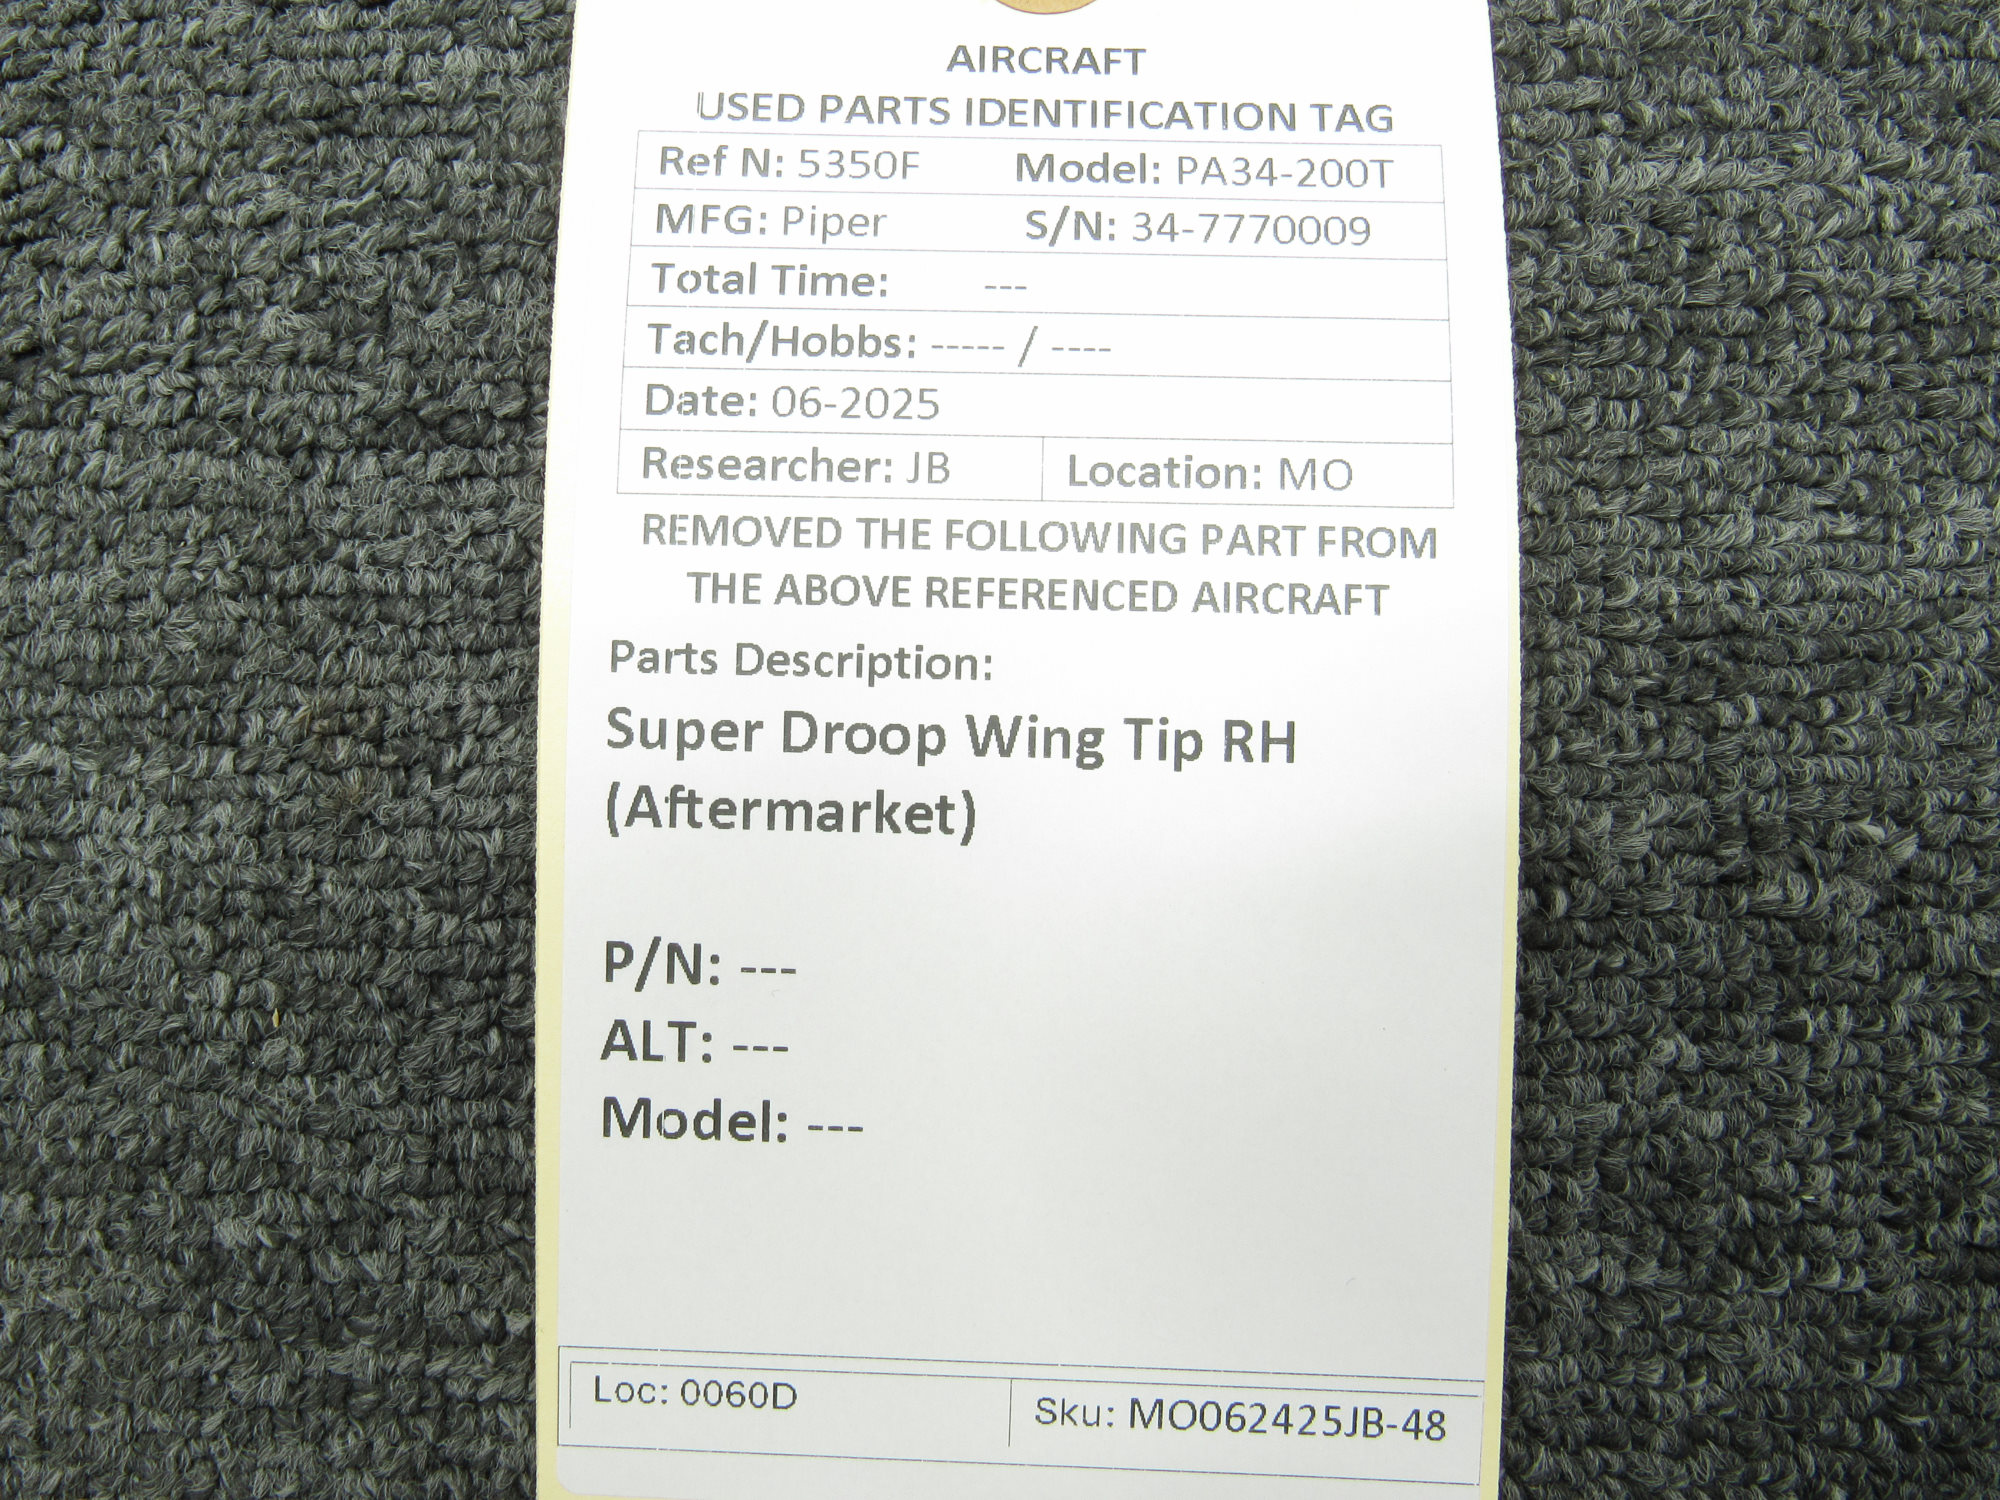 AIRCRAFT
USED PARTS IDENTIFICATION TAG
Ref N: 5350F Model: PA34-200T
MFG: Piper S/N: 34-7770009
Total Time: ---
Tach/Hobbs: ----- / ----
Date: 06-2025
Researcher: JB Location: MO
REMOVED THE FOLLOWING PART FROM
THE ABOVE REFERENCED AIRCRAFT
Parts Description:
Super Droop Wing Tip RH
(Aftermarket)
P/N: ---
ALT: ---
Model: ---
Loc: 0060D Sku: MO062425JB-48